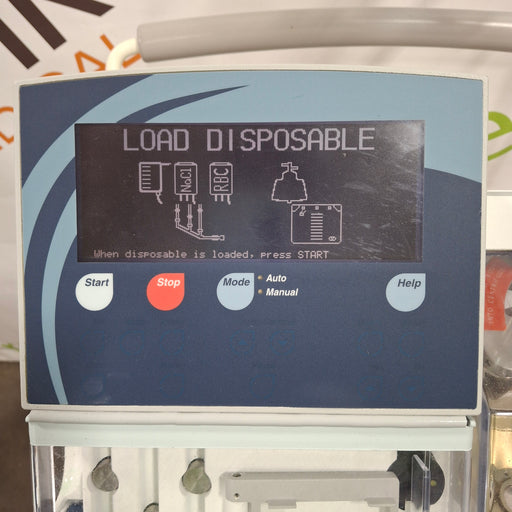 LOAD DISPOSABLE
NaCl
RBC
When disposable is loaded, press START
Start
Stop
Mode
Auto
Manual
Help